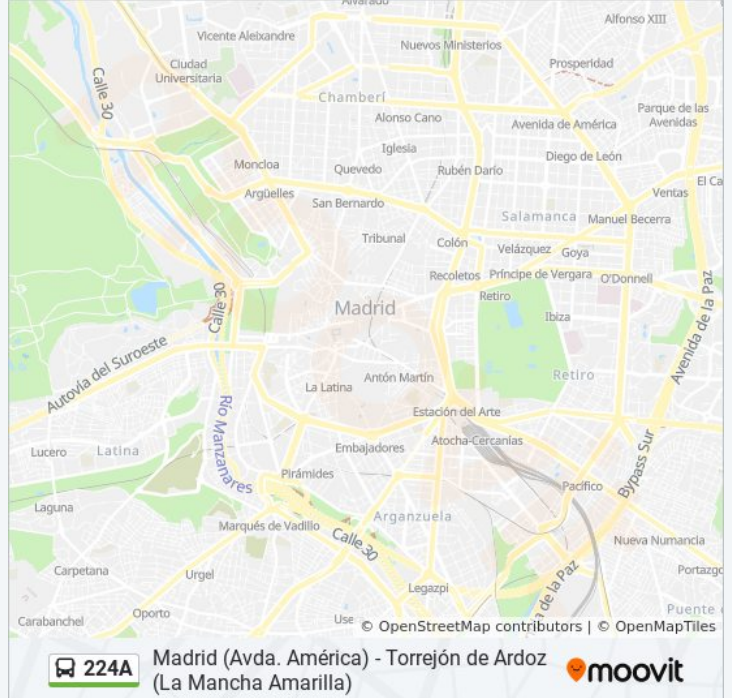 Alvarado
Alfonso XIII
Vicente Aleixandre
Nuevos Ministerios
Ciudad
Universitaria
Prosperidad
Calle 30
Chamberí
Parque de las
Avenidas
Alonso Cano
Avenida de América
Iglesia
Diego de León
Moncloa
Quevedo
Rubén Darío
El Ca
Argüelles
Ventas
San Bernardo
Salamanca
Manuel Becerra
Tribunal
Colón
Velázquez
Goya
Recoletos
Príncipe de Vergara
O'Donnell
Retiro
Calle 30
Madrid
Ibiza
Avenida de la Paz
Autovía del Suroeste
Antón Martín
Retiro
La Latina
Estación del Arte
Río Manzanares
Atocha-Cercanías
Embajadores
Lucero
Latina
Bypass Sur
Pirámides
Pacífico
Laguna
Arganzuela
Marqués de Vadillo
Calle 30
Nueva Numancia
Carpetana
Urgel
Portazgo
a de la Paz
Legazpi
Oporto
Puente
Carabanchel
Use
© OpenStreetMap contributors | © OpenMapTiles
224A
Madrid (Avda. América) - Torrejón de Ardoz
(La Mancha Amarilla)
moovit